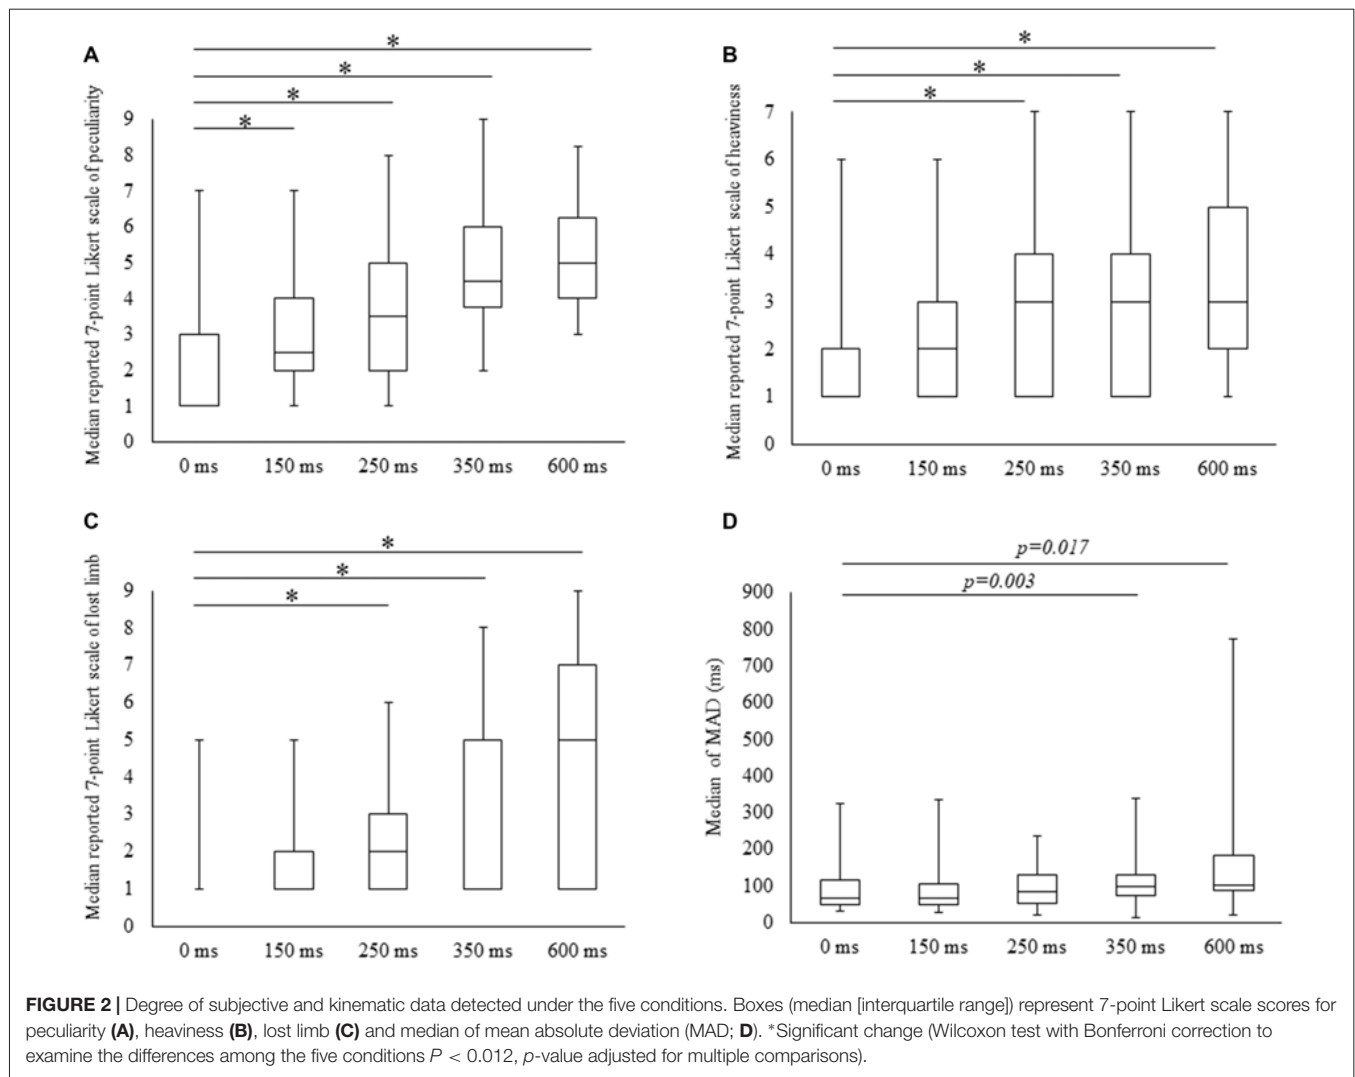 A
*
*
*
*
Median reported 7-point Likert scale of peculiarity
9
8
7
6
5
4
3
2
1
0
0 ms 150 ms 250 ms 350 ms 600 ms
B
*
*
*
Median reported 7-point Likert scale of heaviness
7
6
5
4
3
2
1
0
0 ms 150 ms 250 ms 350 ms 600 ms
C
*
*
*
Median reported 7-point Likert scale of lost limb
9
8
7
6
5
4
3
2
1
0
0 ms 150 ms 250 ms 350 ms 600 ms
D
p=0.017
p=0.003
Median of MAD (ms)
900
800
700
600
500
400
300
200
100
0
0 ms 150 ms 250 ms 350 ms 600 ms
FIGURE 2 | Degree of subjective and kinematic data detected under the five conditions. Boxes (median [interquartile range]) represent 7-point Likert scale scores for
peculiarity (A), heaviness (B), lost limb (C) and median of mean absolute deviation (MAD; D). *Significant change (Wilcoxon test with Bonferroni correction to
examine the differences among the five conditions P < 0.012, p-value adjusted for multiple comparisons).